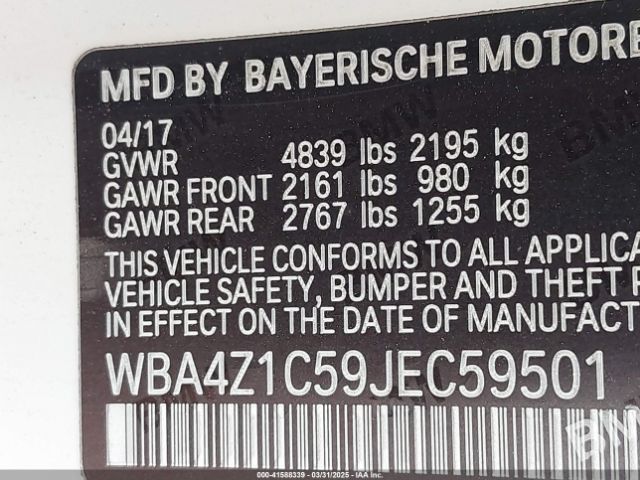 MFD BY BAYERISCHE MOTORE
04/17
GVWR 4839 lbs 2195 kg
GAWR FRONT 2161 lbs 980 kg
GAWR REAR 2767 lbs 1255 kg
THIS VEHICLE CONFORMS TO ALL APPLICA
VEHICLE SAFETY, BUMPER AND THEFT P
IN EFFECT ON THE DATE OF MANUFACT
WBA4Z1C59JEC59501
BMW
000-41588339 - 03/31/2025 - IAA Inc.